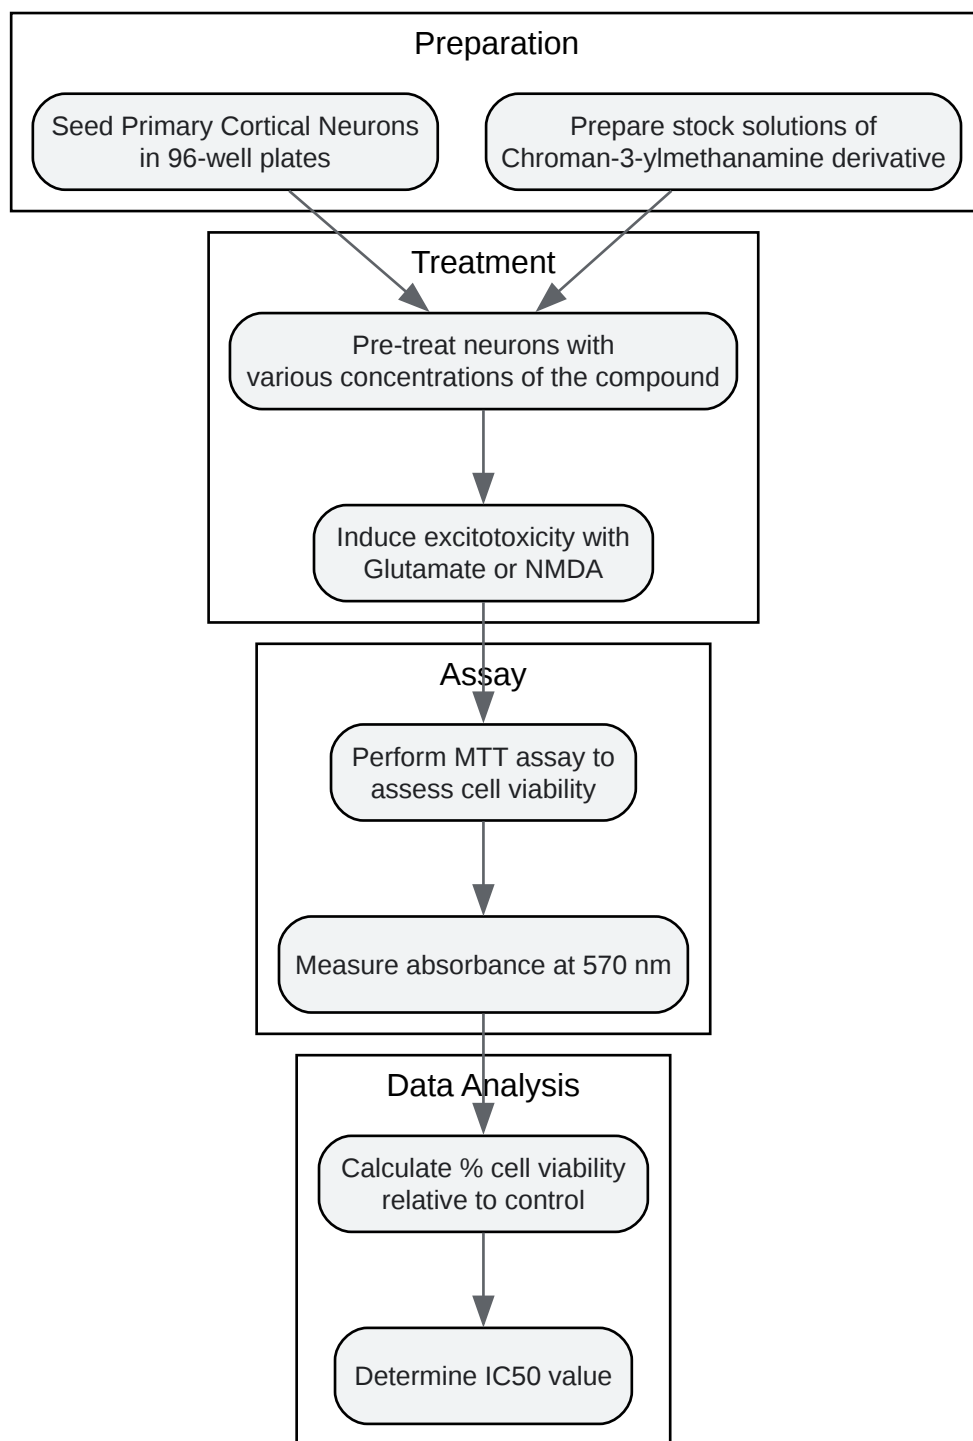 Preparation
Seed Primary Cortical Neurons
in 96-well plates
Prepare stock solutions of
Chroman-3-ylmethanamine derivative
Treatment
Pre-treat neurons with
various concentrations of the compound
Induce excitotoxicity with
Glutamate or NMDA
Assay
Perform MTT assay to
assess cell viability
Measure absorbance at 570 nm
Data Analysis
Calculate % cell viability
relative to control
Determine IC50 value